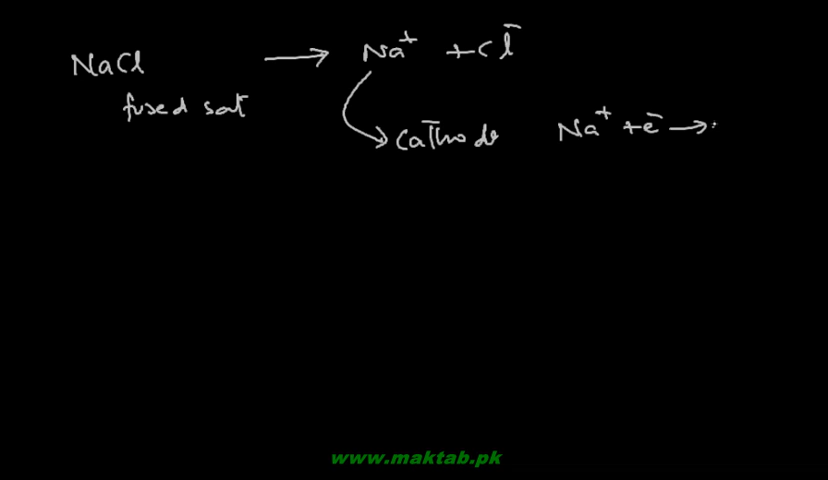 NaCl → Na⁺ + Cl⁻
fused salt
Cathode Na⁺ + e⁻ →
www.maktab.pk